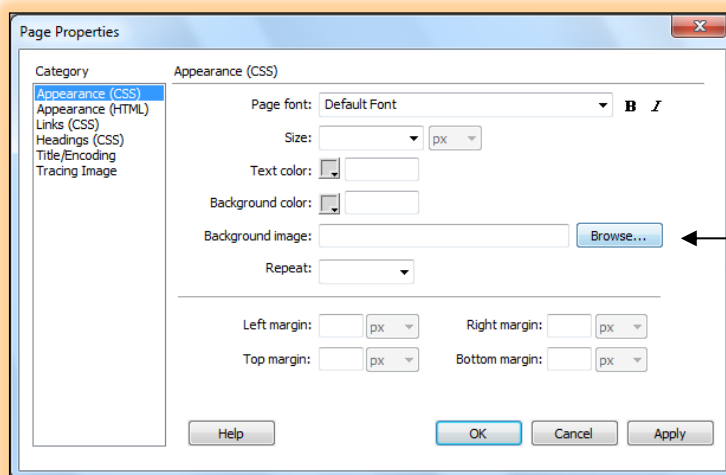 Page Properties
Category
Appearance (CSS)
Appearance (HTML)
Links (CSS)
Headings (CSS)
Title/Encoding
Tracing Image
Appearance (CSS)
Page font: Default Font B I
Size: px
Text color:
Background color:
Background image: Browse...
Repeat:
Left margin: px Right margin: px
Top margin: px Bottom margin: px
Help OK Cancel Apply